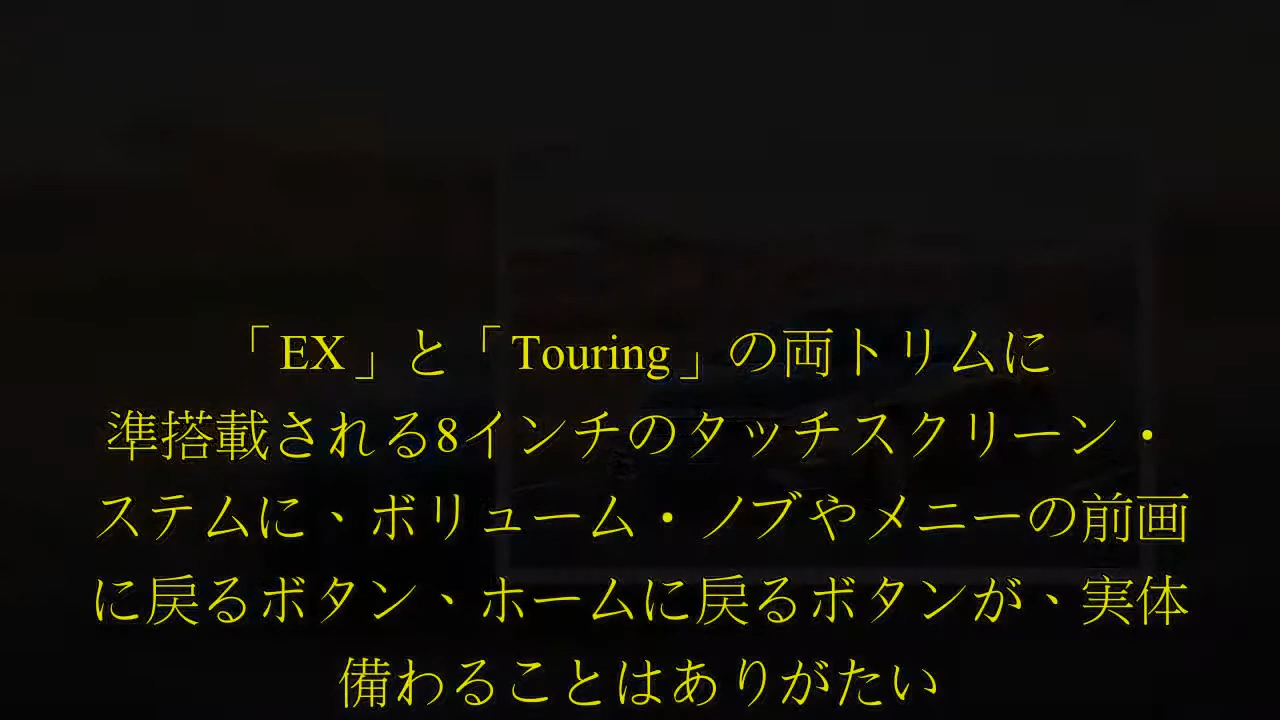 「EX」と「Touring」の両トリムに
準搭載される8インチのタッチスクリーン・
ステムに、ボリューム・ノブやメニーの前画
に戻るボタン、ホームに戻るボタンが、実体
備わることはありがたい